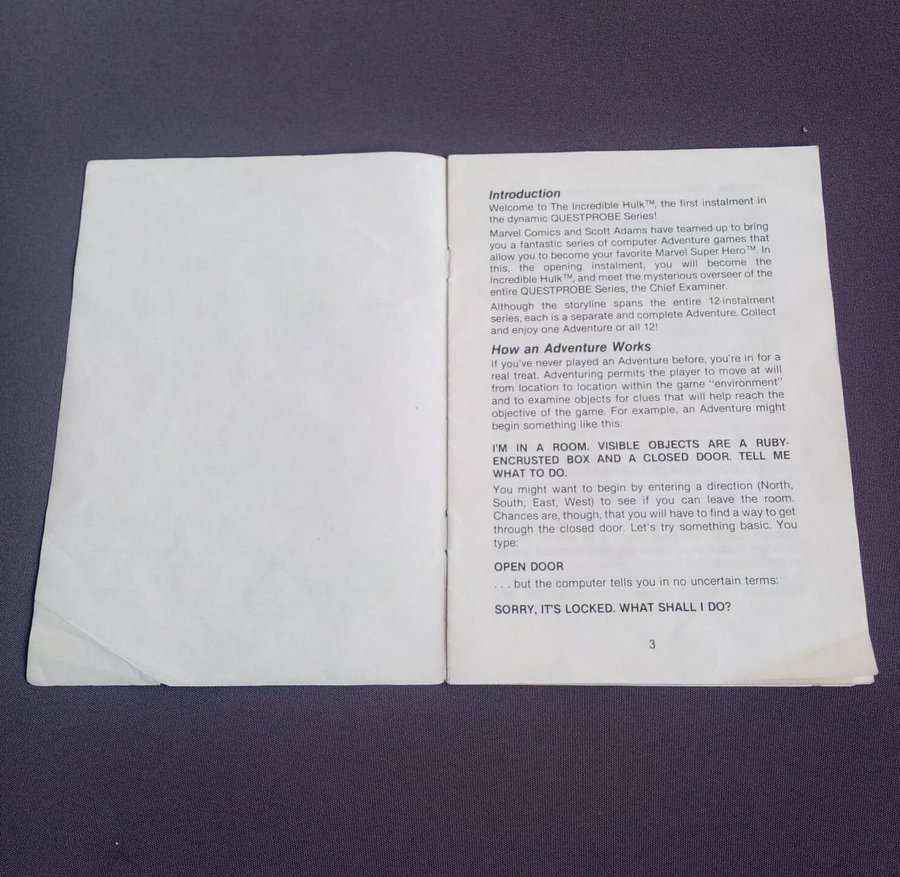 Introduction
Welcome to The Incredible Hulk™, the first instalment in
the dynamic QUESTPROBE Series!
Marvel Comics and Scott Adams have teamed-up to bring
you a fantastic series of computer Adventure games that
allow you to become your favorite Marvel Super Hero™. In
this, the opening instalment, you will become the
Incredible Hulk™, and meet the mysterious overseer of the
entire QUESTPROBE Series, the Chief Examiner.
Although the storyline spans the entire 12-instalment
series, each is a separate and complete Adventure. Collect
and enjoy one Adventure or all 12!
How an Adventure Works
If you've never played an Adventure before, you're in for a
real treat. Adventuring permits the player to move at will
from location to location within the game "environment"
and to examine objects for clues that will help reach the
objective of the game. For example, an Adventure might
begin something like this:
I'M IN A ROOM. VISIBLE OBJECTS ARE A RUBY-
ENCRUSTED BOX AND A CLOSED DOOR. TELL ME
WHAT TO DO.
You might want to begin by entering a direction (North,
South, East, West) to see if you can leave the room.
Chances are, though, that you will have to find a way to get
through the closed door. Let's try something basic. You
type:
OPEN DOOR
. . . but the computer tells you in no uncertain terms:
SORRY, IT'S LOCKED. WHAT SHALL I DO?
3